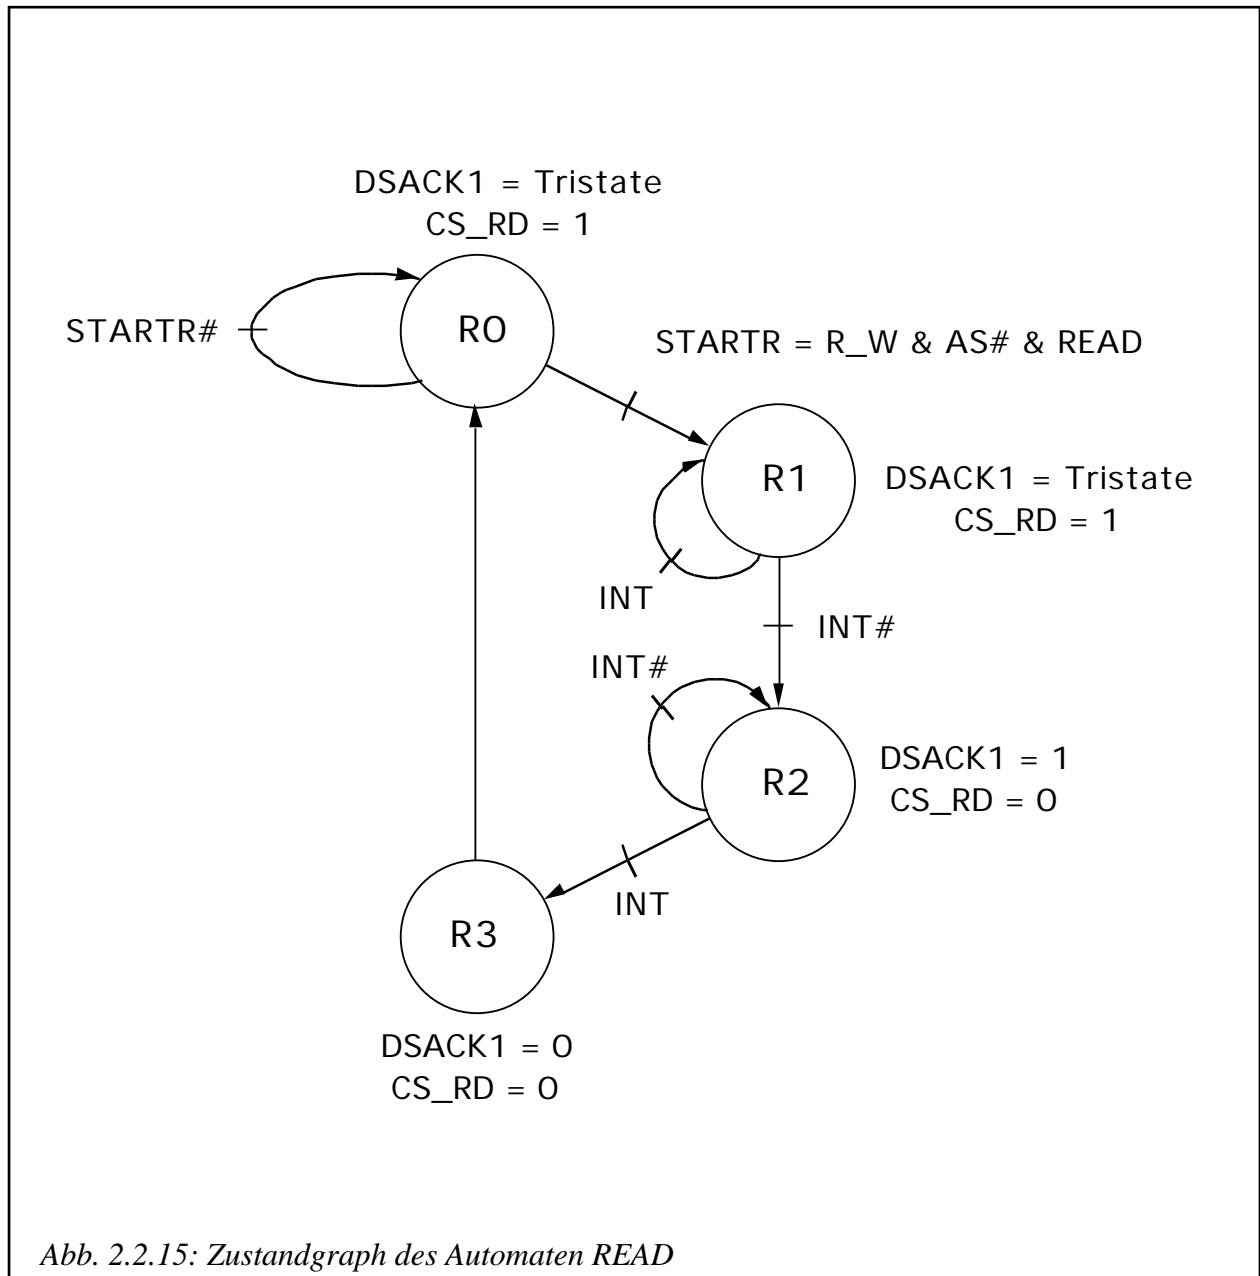 DSACK1 = Tristate
CS_RD = 1
STARTR#
R0
STARTR = R_W & AS# & READ
R1
DSACK1 = Tristate
CS_RD = 1
INT
INT#
INT#
R2
DSACK1 = 1
CS_RD = 0
INT
R3
DSACK1 = 0
CS_RD = 0
Abb. 2.2.15: Zustandgraph des Automaten READ